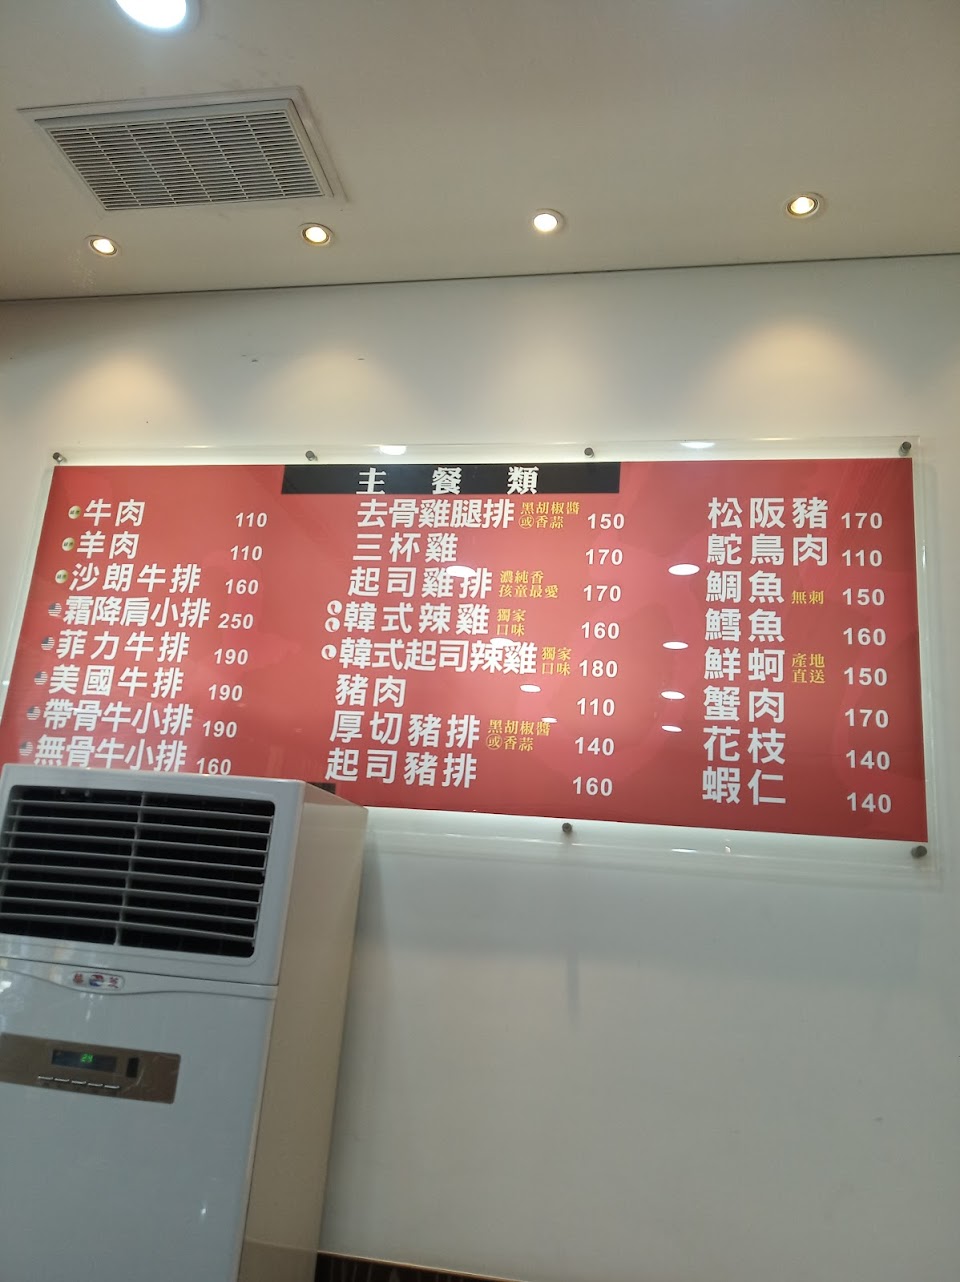 主餐類
牛肉 110
羊肉 110
沙朗牛排 160
霜降肩小排 250
菲力牛排 190
美國牛排 190
帶骨牛小排 190
無骨牛小排 160
去骨雞腿排 黑胡椒醬或香蒜 150
三杯雞 170
起司雞排 濃純香 孩童最愛 170
韓式辣雞 獨家口味 160
韓式起司辣雞 獨家口味 180
豬肉 110
厚切豬排 黑胡椒醬或香蒜 140
起司豬排 160
松阪豬 170
鴕鳥肉 110
鯛魚 無刺 150
鱈魚 160
鮮蚵 產地直送 150
蟹肉 170
花枝 140
蝦仁 140